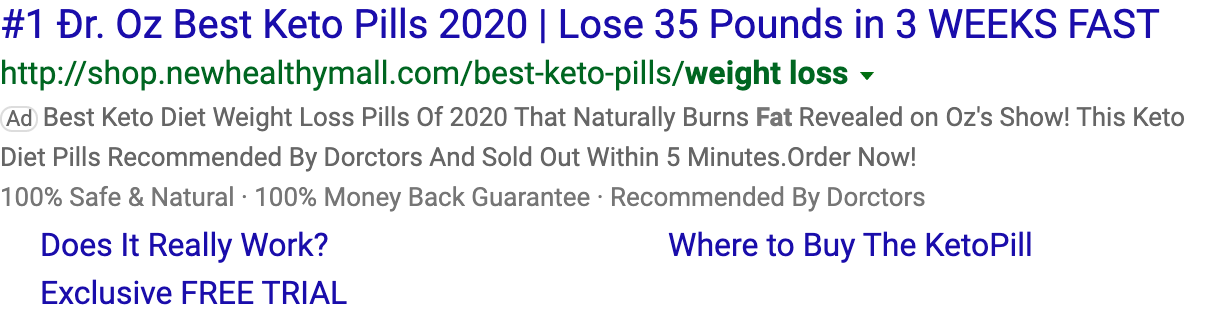 #1 Đr. Oz Best Keto Pills 2020 | Lose 35 Pounds in 3 WEEKS FAST
http://shop.newhealthymall.com/best-keto-pills/weight loss
Ad Best Keto Diet Weight Loss Pills Of 2020 That Naturally Burns Fat Revealed on Oz's Show! This Keto
Diet Pills Recommended By Dorctors And Sold Out Within 5 Minutes.Order Now!
100% Safe & Natural · 100% Money Back Guarantee · Recommended By Dorctors
Does It Really Work? Where to Buy The KetoPill
Exclusive FREE TRIAL